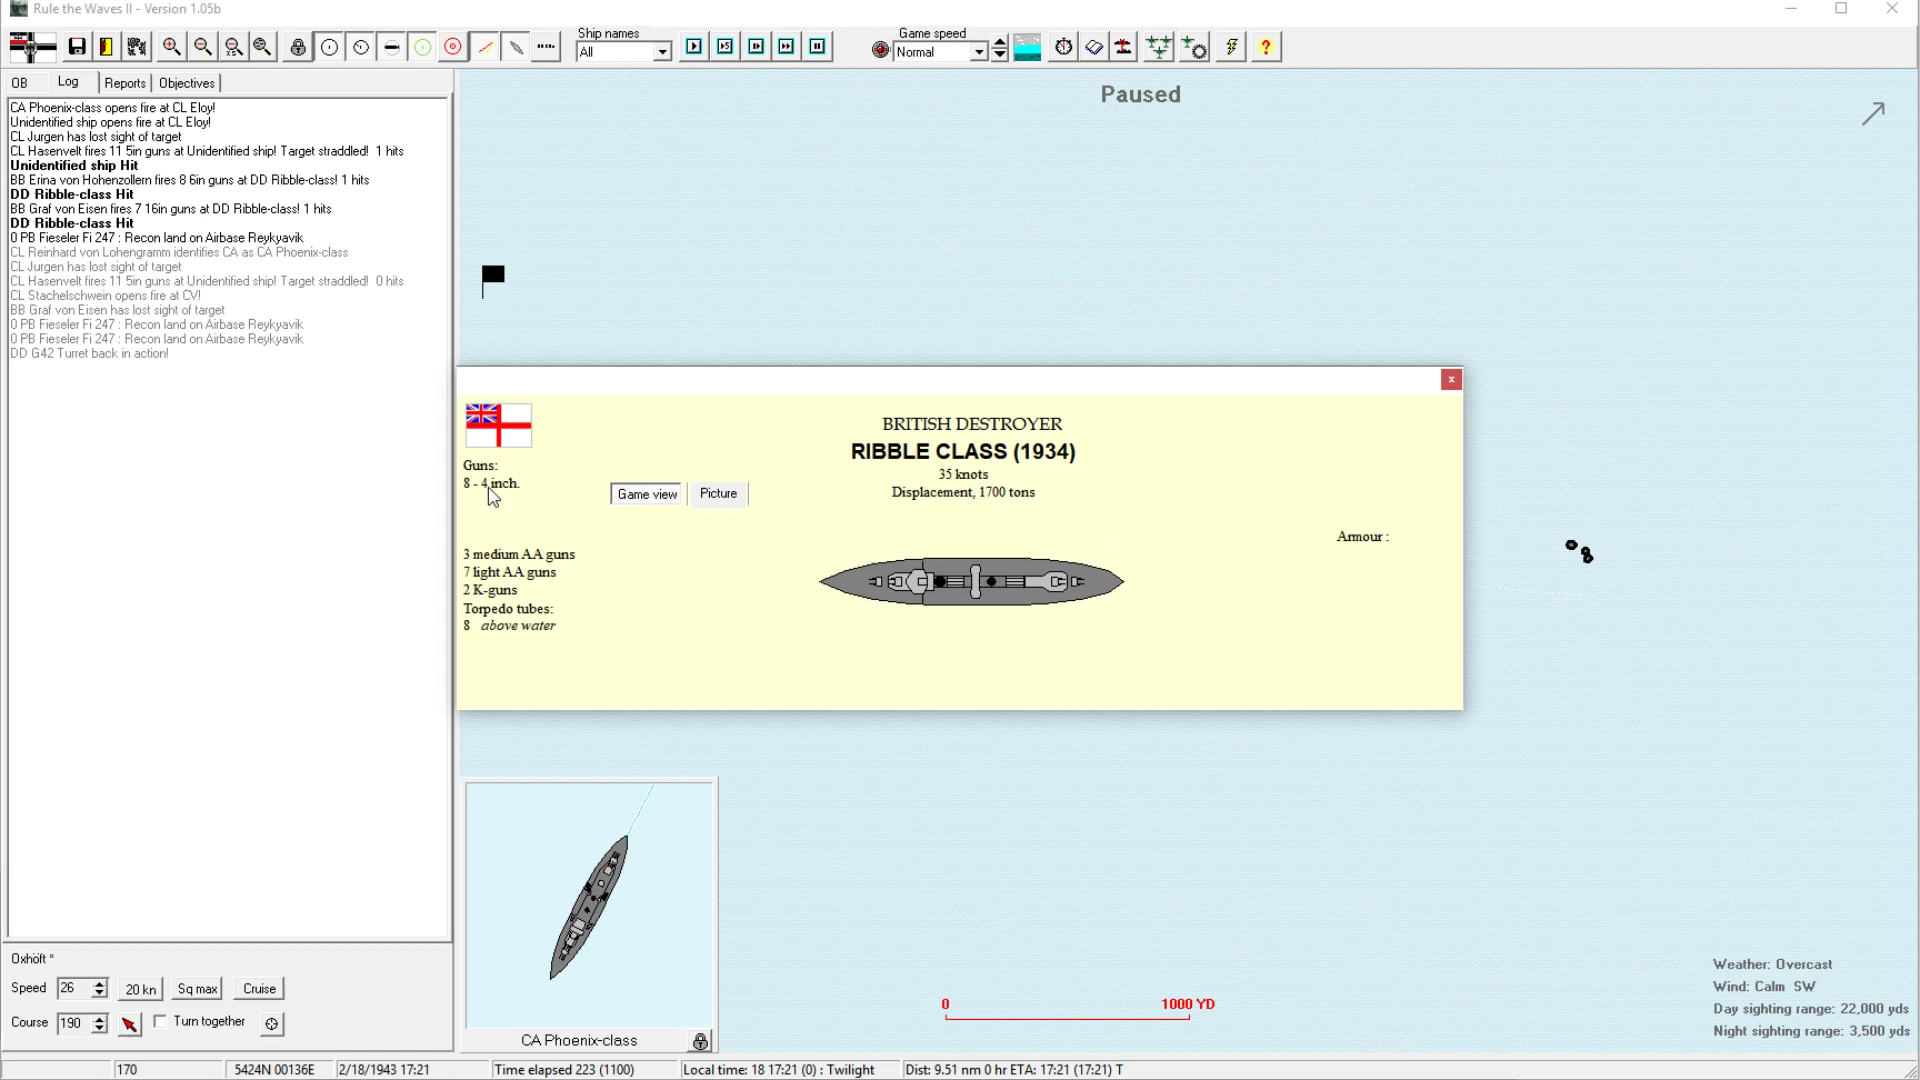 Rule the Waves II - Version 1.05b
Ship names
All
Game speed
Normal
OB
Log
Reports
Objectives
CA Phoenix-class opens fire at CL Eloy!
Unidentified ship opens fire at CL Eloy!
CL Jurgen has lost sight of target
CL Hasenvelt fires 11 5in guns at Unidentified ship! Target straddled!  1 hits
Unidentified ship Hit
BB Erina von Hohenzollern fires 8 6in guns at DD Ribble-class! 1 hits
DD Ribble-class Hit
BB Graf von Eisen fires 7 16in guns at DD Ribble-class! 1 hits
DD Ribble-class Hit
0 PB Fieseler Fi 247 : Recon land on Airbase Reykyavik
CL Reinhard von Lohengramm identifies CA as CA Phoenix-class
CL Jurgen has lost sight of target
CL Hasenvelt fires 11 5in guns at Unidentified ship! Target straddled!  0 hits
CL Stachelschwein opens fire at CV!
BB Graf von Eisen has lost sight of target
0 PB Fieseler Fi 247 : Recon land on Airbase Reykyavik
0 PB Fieseler Fi 247 : Recon land on Airbase Reykyavik
DD G42 Turret back in action!
Paused
BRITISH DESTROYER
RIBBLE CLASS (1934)
35 knots
Displacement, 1700 tons
Guns:
8 - 4 inch.
Game view
Picture
Armour :
3 medium AA guns
7 light AA guns
2 K-guns
Torpedo tubes:
8 above water
CA Phoenix-class
0
1000 YD
Weather: Overcast
Wind: Calm SW
Day sighting range: 22,000 yds
Night sighting range: 3,500 yds
Oxhöft *
Speed 26 20 kn Sq max Cruise
Course 190 Turn together
170
5424N 00136E
2/18/1943 17:21
Time elapsed 223 (1100)
Local time: 18 17:21 (0) : Twilight
Dist: 9.51 nm 0 hr ETA: 17:21 (17:21) T